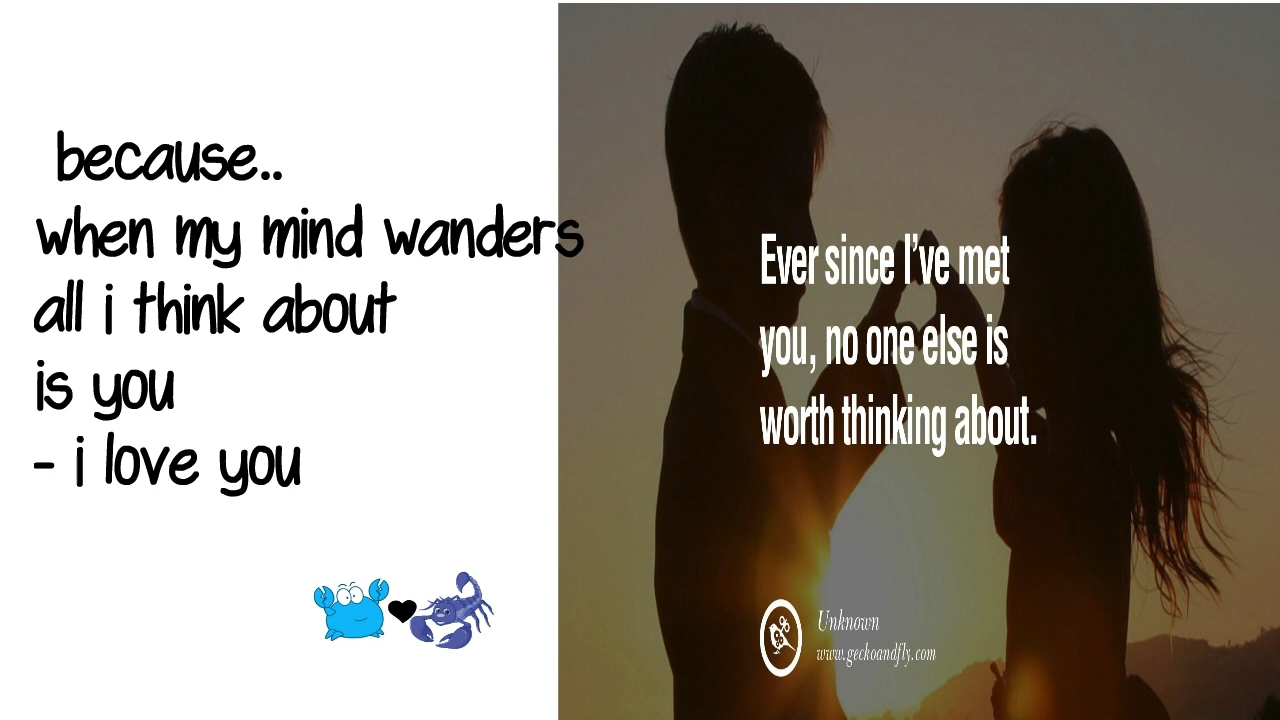 because..
when my mind wanders
all i think about
is you
- i love you
Ever since I've met
you, no one else is
worth thinking about.
Unknown
www.geckoandfly.com